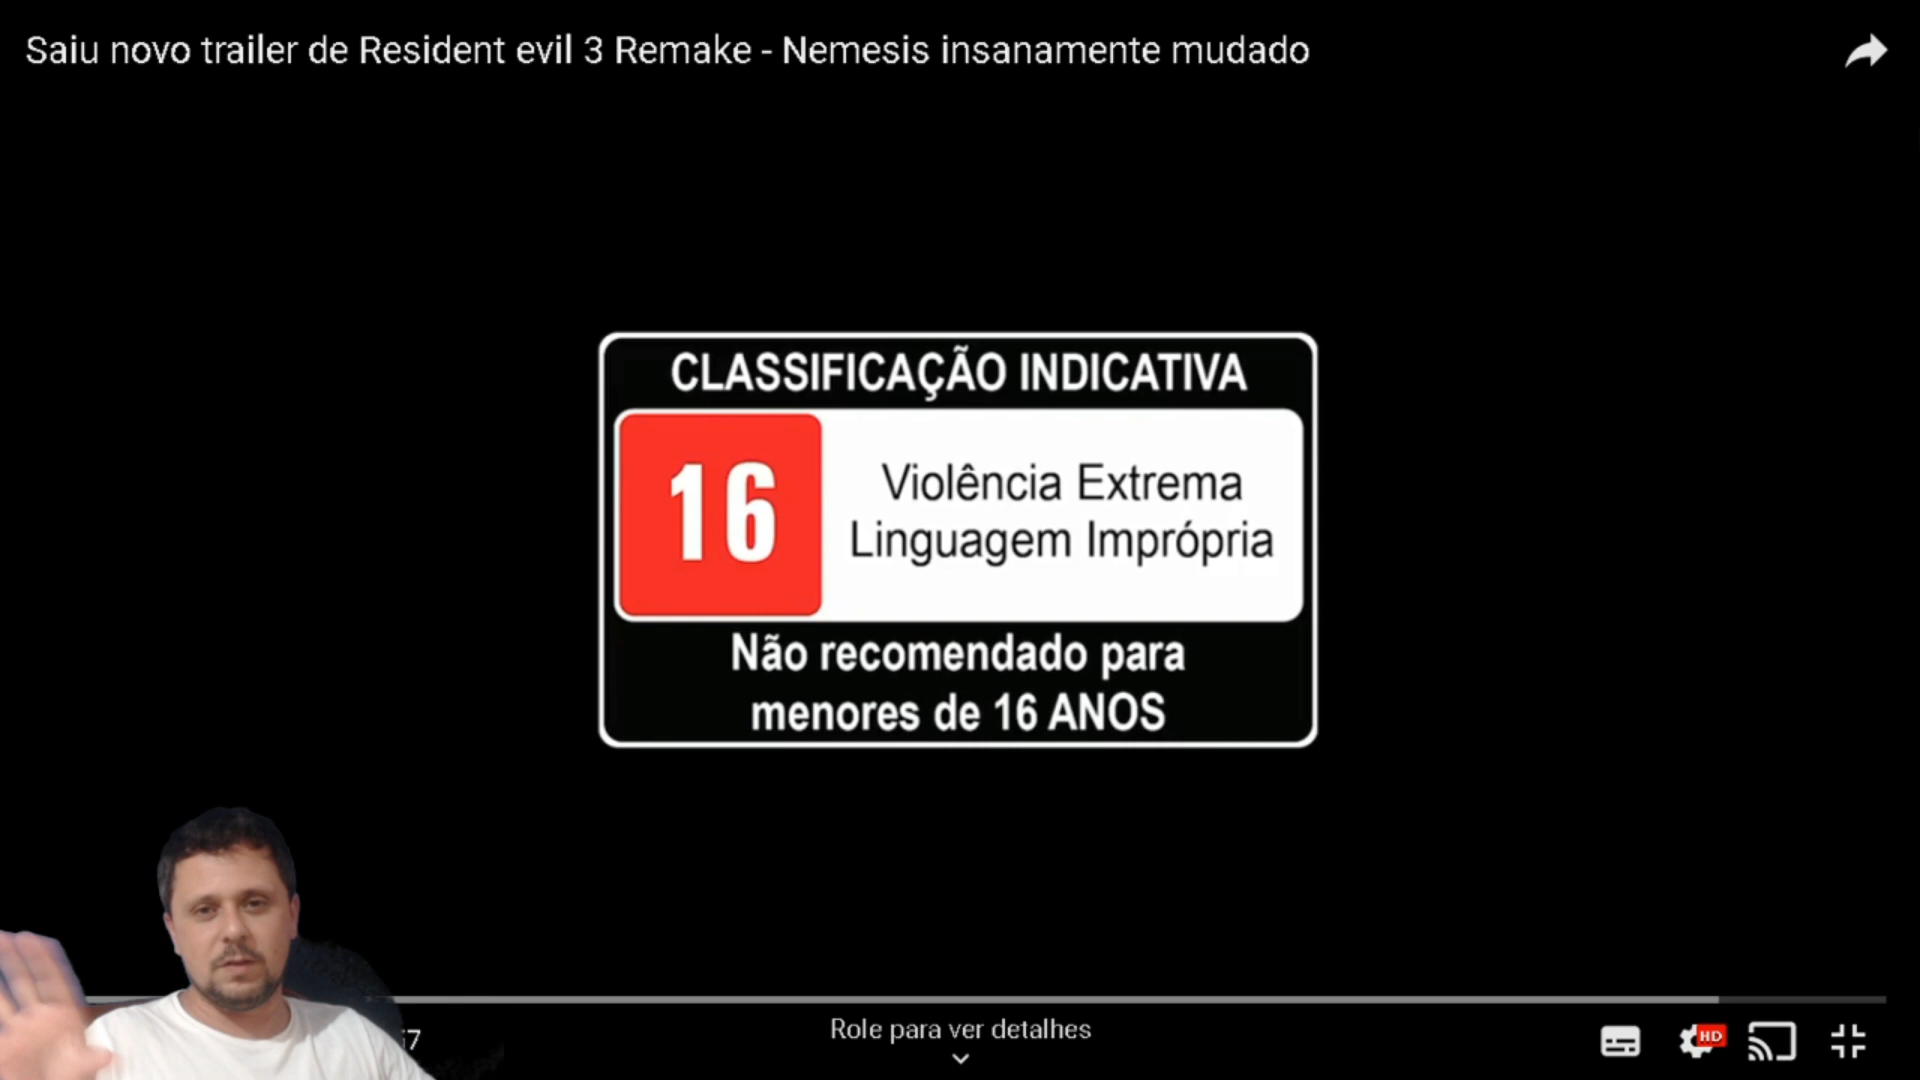 Saiu novo trailer de Resident evil 3 Remake - Nemesis insanamente mudado
CLASSIFICAÇÃO INDICATIVA
16
Violência Extrema
Linguagem Imprópria
Não recomendado para
menores de 16 ANOS
Role para ver detalhes
HD